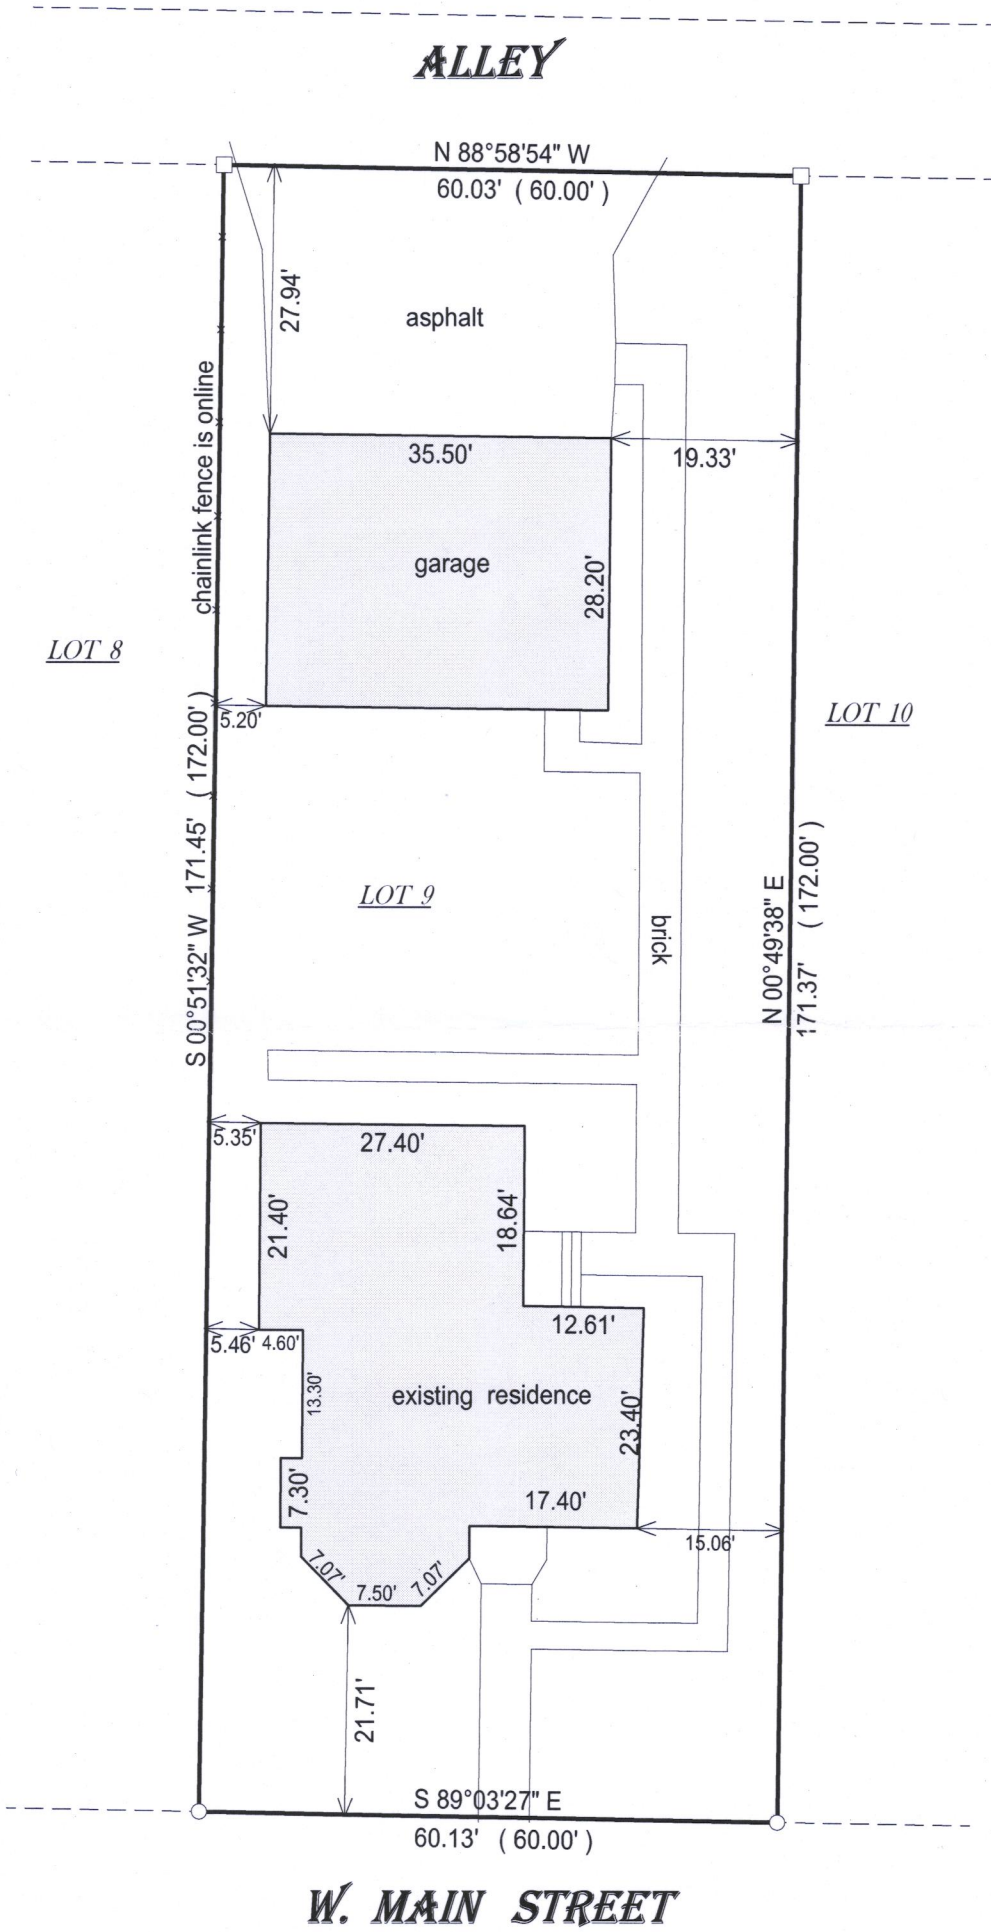 ALLEY
N 88°58'54" W
60.03' ( 60.00' )
27.94'
asphalt
chainlink fence is online
35.50'
19.33'
garage
28.20'
LOT 8
5.20'
LOT 10
S 00°51'32" W 171.45' ( 172.00' )
LOT 9
brick
N 00°49'38" E
171.37' ( 172.00' )
5.35'
27.40'
21.40'
18.64'
12.61'
5.46'
4.60'
13.30'
existing residence
23.40'
7.30'
17.40'
15.06'
7.07'
7.50'
7.07'
21.71'
S 89°03'27" E
60.13' ( 60.00' )
W. MAIN STREET